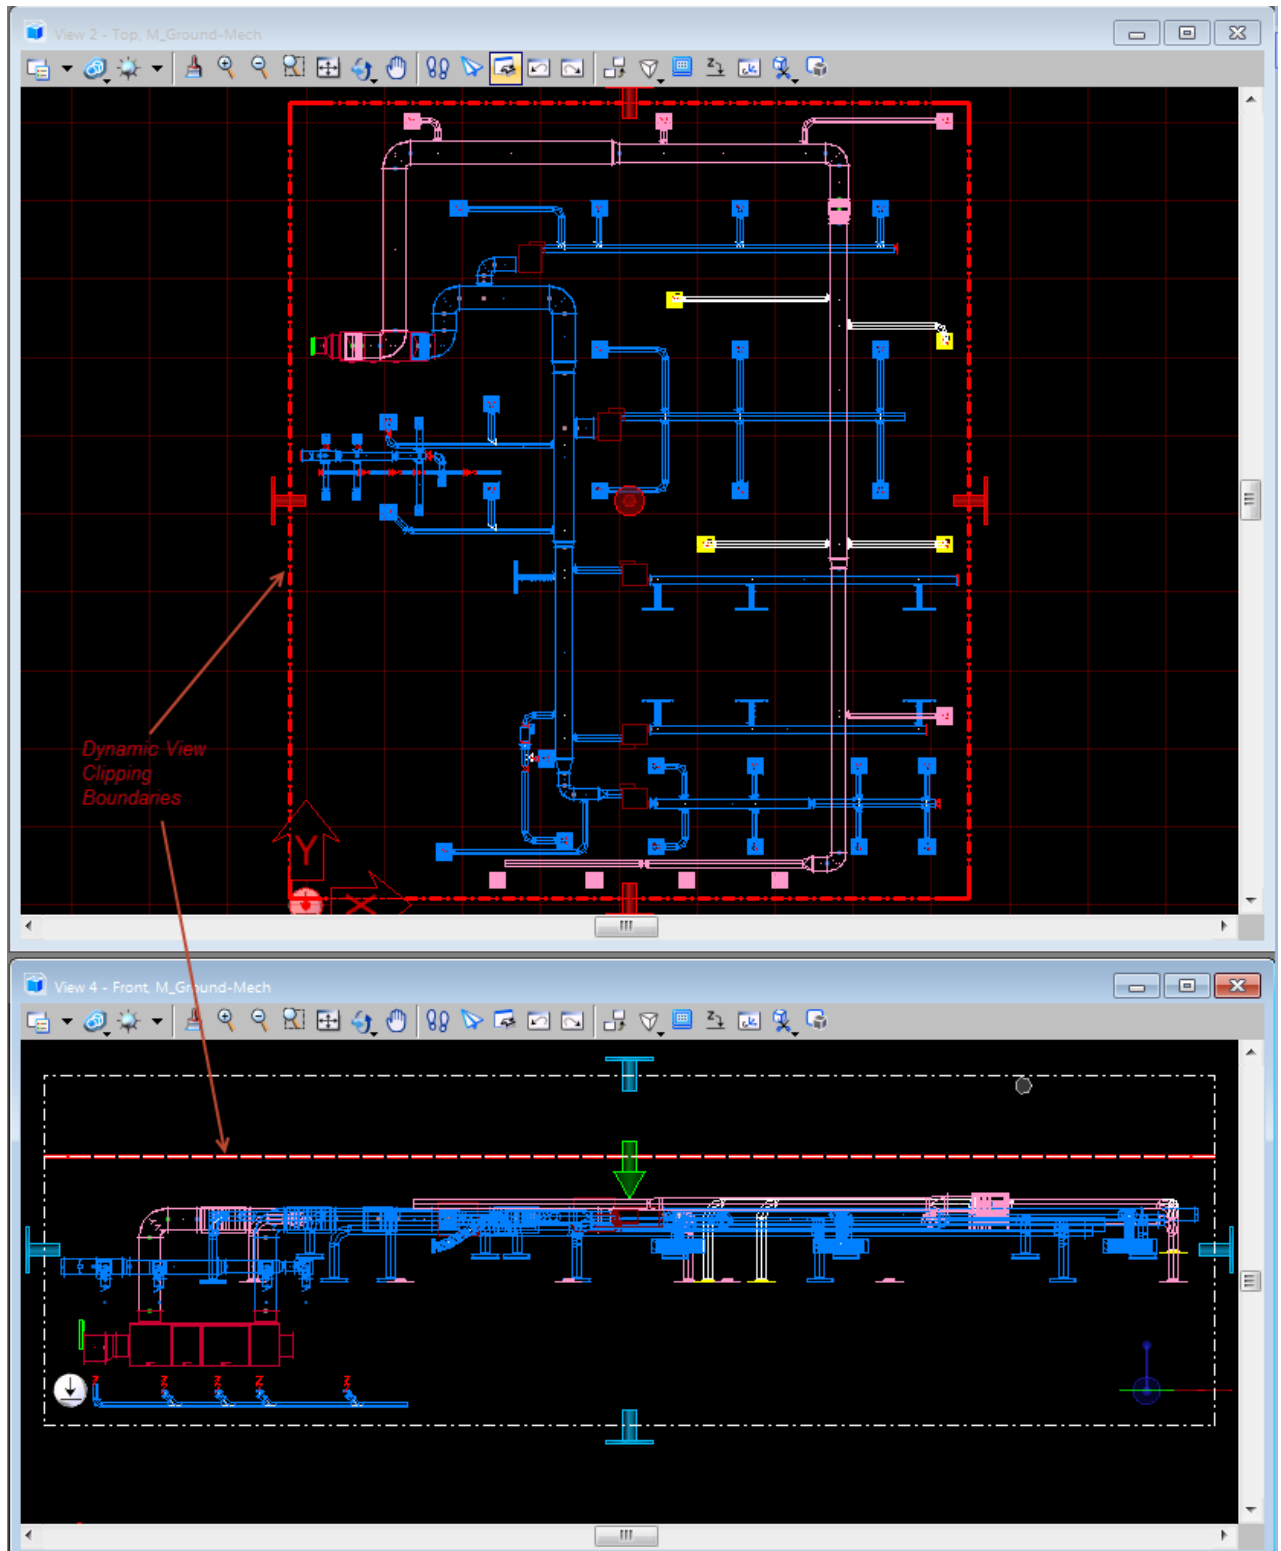 View 2 - Top, M_Ground-Mech
Dynamic View
Clipping
Boundaries
Y
X
View 4 - Front, M_Ground-Mech